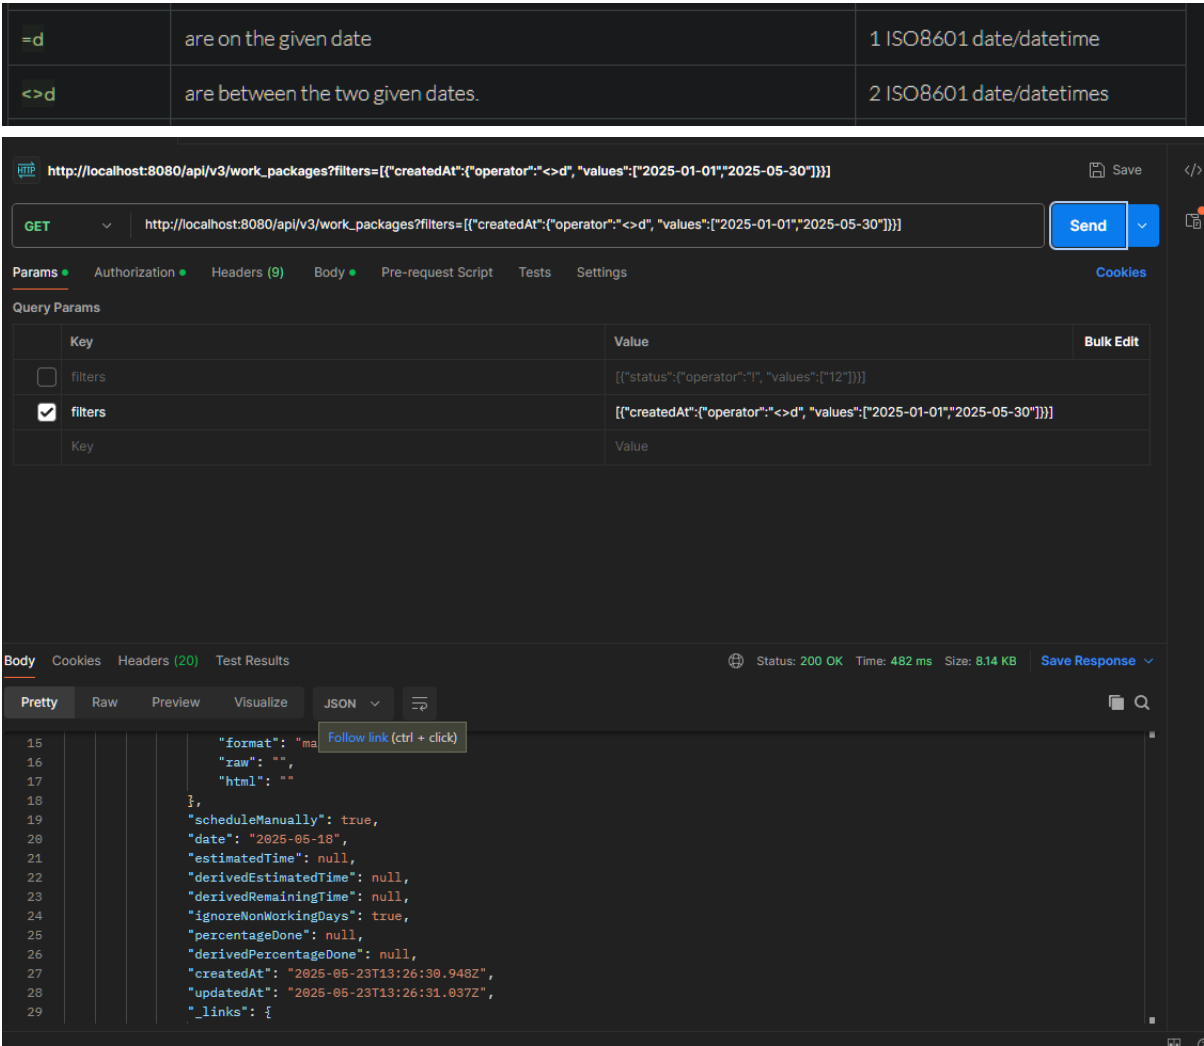 =d are on the given date 1 ISO8601 date/datetime
<>d are between the two given dates. 2 ISO8601 date/datetimes
HTTP http://localhost:8080/api/v3/work_packages?filters=[{"createdAt":{"operator":"<>d", "values":["2025-01-01","2025-05-30"]}}] Save </>
GET http://localhost:8080/api/v3/work_packages?filters=[{"createdAt":{"operator":"<>d", "values":["2025-01-01","2025-05-30"]}}] Send
Params Authorization Headers (9) Body Pre-request Script Tests Settings Cookies
Query Params
Key Value Bulk Edit
filters [{"status":{"operator":"!", "values":["12"]}}]
filters [{"createdAt":{"operator":"<>d", "values":["2025-01-01","2025-05-30"]}}]
Key Value
Body Cookies Headers (20) Test Results Status: 200 OK Time: 482 ms Size: 8.14 KB Save Response
Pretty Raw Preview Visualize JSON
Follow link (ctrl + click)
15 "format": "ma
16 "raw": "",
17 "html": ""
18 },
19 "scheduleManually": true,
20 "date": "2025-05-18",
21 "estimatedTime": null,
22 "derivedEstimatedTime": null,
23 "derivedRemainingTime": null,
24 "ignoreNonWorkingDays": true,
25 "percentageDone": null,
26 "derivedPercentageDone": null,
27 "createdAt": "2025-05-23T13:26:30.948Z",
28 "updatedAt": "2025-05-23T13:26:31.037Z",
29 "_links": {